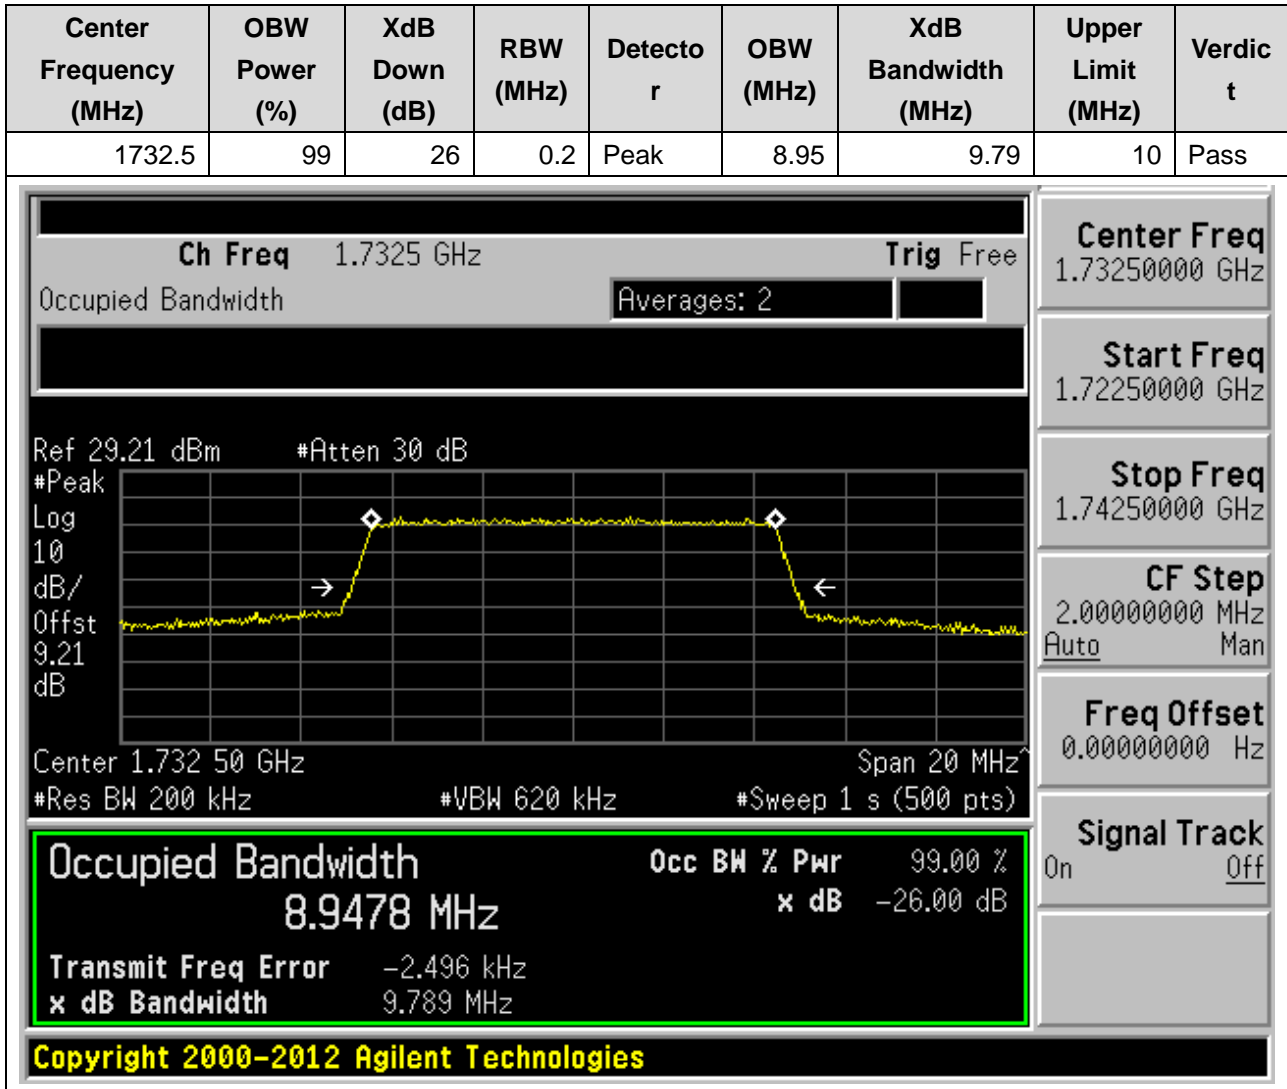 Center Frequency (MHz) OBW Power (%) XdB Down (dB) RBW (MHz) Detecto r OBW (MHz) XdB Bandwidth (MHz) Upper Limit (MHz) Verdic t
1732.5 99 26 0.2 Peak 8.95 9.79 10 Pass
Ch Freq 1.7325 GHz Trig Free
Occupied Bandwidth Averages: 2
Ref 29.21 dBm #Atten 30 dB
#Peak
Log
10
dB/
Offst
9.21
dB
Center 1.732 50 GHz Span 20 MHz^
#Res BW 200 kHz #VBW 620 kHz #Sweep 1 s (500 pts)
Occupied Bandwidth Occ BW % Pwr 99.00 %
8.9478 MHz x dB -26.00 dB
Transmit Freq Error -2.496 kHz
x dB Bandwidth 9.789 MHz
Copyright 2000-2012 Agilent Technologies
Center Freq
1.73250000 GHz
Start Freq
1.72250000 GHz
Stop Freq
1.74250000 GHz
CF Step
2.00000000 MHz
Auto Man
Freq Offset
0.00000000 Hz
Signal Track
On Off